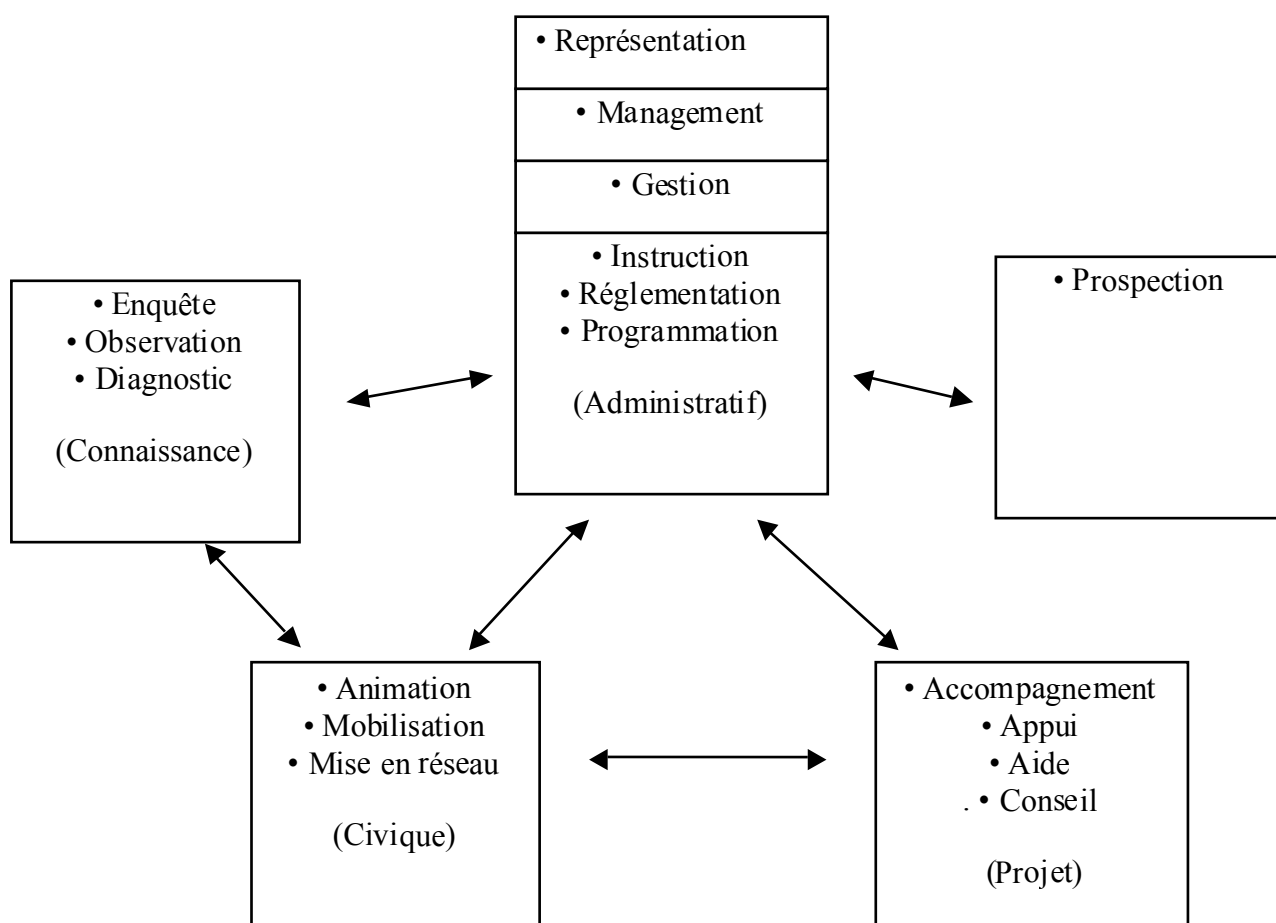 • Représentation
• Management
• Gestion
• Instruction
• Réglementation
• Programmation
(Administratif)
• Enquête
• Observation
• Diagnostic
(Connaissance)
• Prospection
• Animation
• Mobilisation
• Mise en réseau
(Civique)
• Accompagnement
• Appui
• Aide
. • Conseil
(Projet)